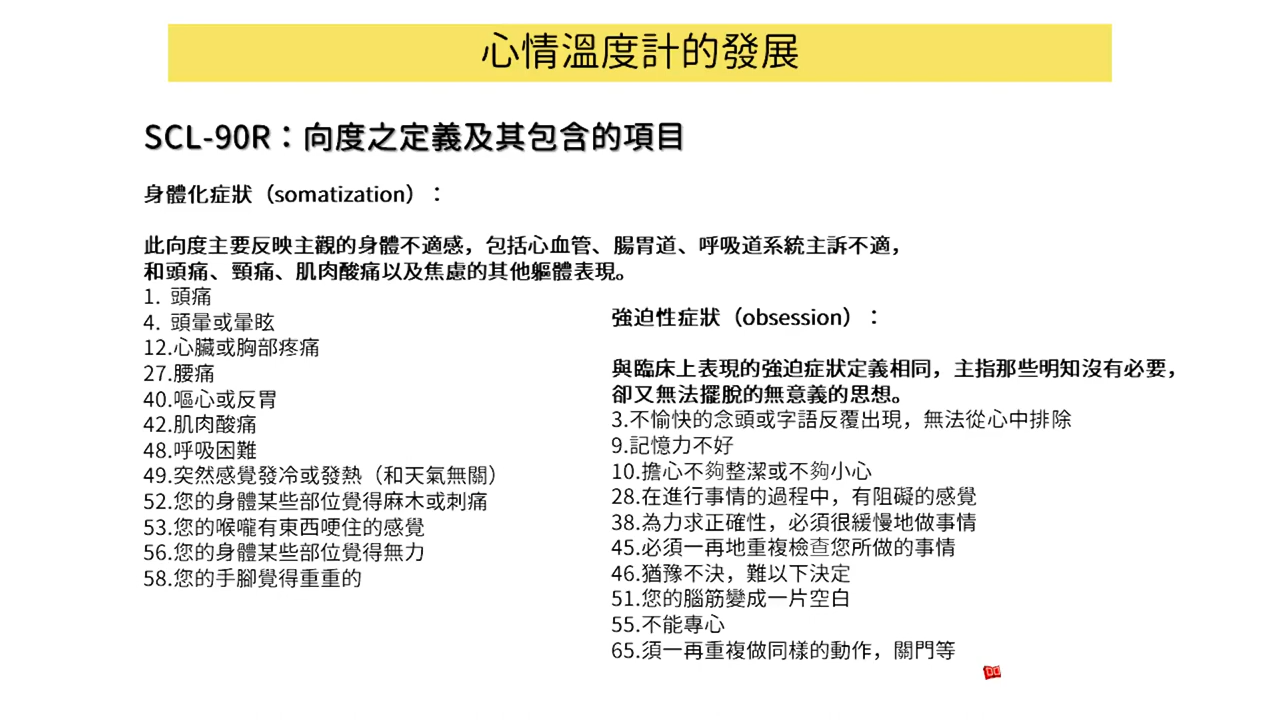 心情溫度計的發展
SCL-90R：向度之定義及其包含的項目
身體化症狀（somatization）：
此向度主要反映主觀的身體不適感，包括心血管、腸胃道、呼吸道系統主訴不適，
和頭痛、頸痛、肌肉酸痛以及焦慮的其他軀體表現。
1. 頭痛
4. 頭暈或暈眩
12.心臟或胸部疼痛
27.腰痛
40.嘔心或反胃
42.肌肉酸痛
48.呼吸困難
49.突然感覺發冷或發熱（和天氣無關）
52.您的身體某些部位覺得麻木或刺痛
53.您的喉嚨有東西哽住的感覺
56.您的身體某些部位覺得無力
58.您的手腳覺得重重的
強迫性症狀（obsession）：
與臨床上表現的強迫症狀定義相同，主指那些明知沒有必要，
卻又無法擺脫的無意義的思想。
3.不愉快的念頭或字語反覆出現，無法從心中排除
9.記憶力不好
10.擔心不夠整潔或不夠小心
28.在進行事情的過程中，有阻礙的感覺
38.為力求正確性，必須很緩慢地做事情
45.必須一再地重複檢查您所做的事情
46.猶豫不決，難以下決定
51.您的腦筋變成一片空白
55.不能專心
65.須一再重複做同樣的動作，關門等